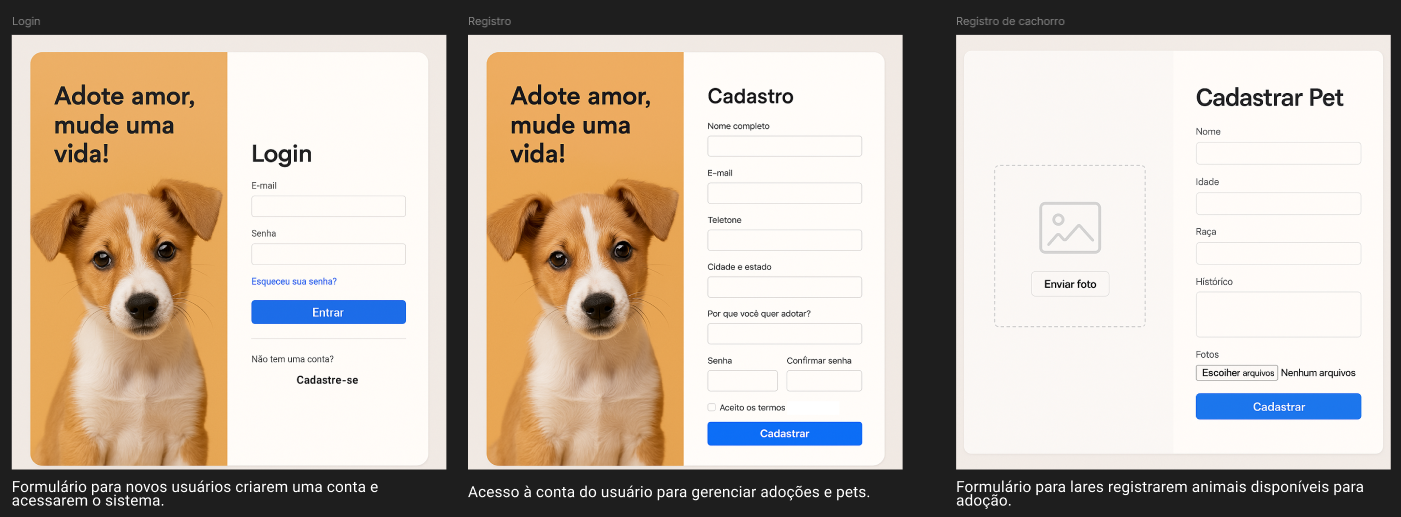 Login
Adote amor,
mude uma
vida!
Login
E-mail
Senha
Esqueceu sua senha?
Entrar
Não tem uma conta?
Cadastre-se
Formulário para novos usuários criarem uma conta e
acessarem o sistema.
Registro
Adote amor,
mude uma
vida!
Cadastro
Nome completo
E-mail
Teletone
Cidade e estado
Por que você quer adotar?
Senha
Confirmar senha
Aceito os termos
Cadastrar
Acesso à conta do usuário para gerenciar adoções e pets.
Registro de cachorro
Enviar foto
Cadastrar Pet
Nome
Idade
Raça
Histórico
Fotos
Escoiher arquivos Nenhum arquivos
Cadastrar
Formulário para lares registrarem animais disponíveis para
adoção.